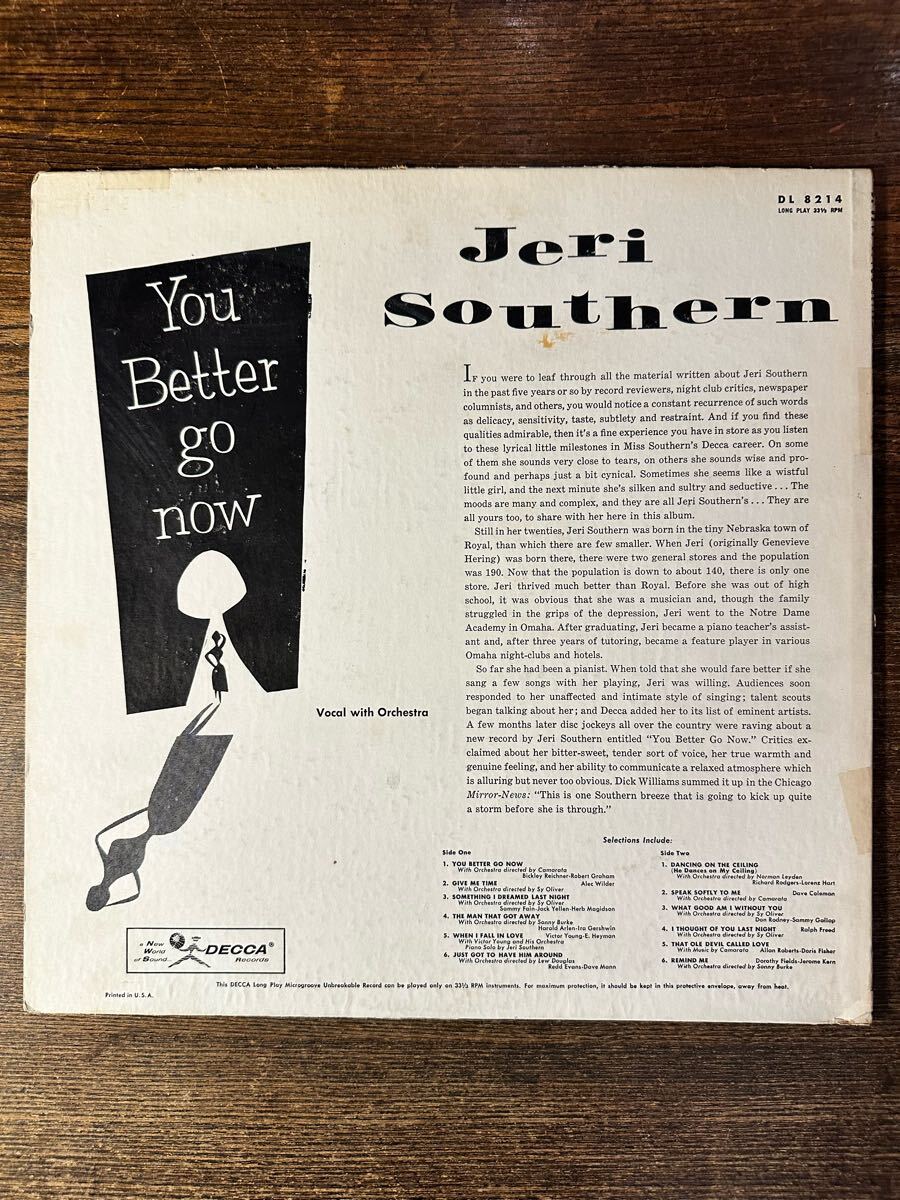 DL 8214
LONG PLAY 33⅓ RPM
Jeri
Southern
You
Better
go
now
IF you were to leaf through all the material written about Jeri Southern
in the past five years or so by record reviewers, night club critics, newspaper
columnists, and others, you would notice a constant recurrence of such words
as delicacy, sensitivity, taste, subtlety and restraint. And if you find these
qualities admirable, then it's a fine experience you have in store as you listen
to these lyrical little milestones in Miss Southern's Decca career. On some
of them she sounds very close to tears, on others she sounds wise and pro-
found and perhaps just a bit cynical. Sometimes she seems like a wistful
little girl, and the next minute she's silken and sultry and seductive . . . The
moods are many and complex, and they are all Jeri Southern's . . . They are
all yours too, to share with her here in this album.
Still in her twenties, Jeri Southern was born in the tiny Nebraska town of
Royal, than which there are few smaller. When Jeri (originally Genevieve
Hering) was born there, there were two general stores and the population
was 190. Now that the population is down to about 140, there is only one
store. Jeri thrived much better than Royal. Before she was out of high
school, it was obvious that she was a musician and, though the family
struggled in the grips of the depression, Jeri went to the Notre Dame
Academy in Omaha. After graduating, Jeri became a piano teacher's assist-
ant and, after three years of tutoring, became a feature player in various
Omaha night-clubs and hotels.
So far she had been a pianist. When told that she would fare better if she
sang a few songs with her playing, Jeri was willing. Audiences soon
responded to her unaffected and intimate style of singing; talent scouts
began talking about her; and Decca added her to its list of eminent artists.
A few months later disc jockeys all over the country were raving about a
new record by Jeri Southern entitled “You Better Go Now.” Critics ex-
claimed about her bitter-sweet, tender sort of voice, her true warmth and
genuine feeling, and her ability to communicate a relaxed atmosphere which
is alluring but never too obvious. Dick Williams summed it up in the Chicago
Mirror-News: “This is one Southern breeze that is going to kick up quite
a storm before she is through.”
Vocal with Orchestra
Selections Include:
Side One
1. YOU BETTER GO NOW
With Orchestra directed by Camarata
Bickley Reichner-Robert Graham
2. GIVE ME TIME Alec Wilder
With Orchestra directed by Sy Oliver
3. SOMETHING I DREAMED LAST NIGHT
With Orchestra directed by Sy Oliver
Sammy Fain-Jack Yellen-Herb Magidson
4. THE MAN THAT GOT AWAY
With Orchestra directed by Sonny Burke
Harold Arlen-Ira Gershwin
5. WHEN I FALL IN LOVE Victor Young-E. Heyman
With Victor Young and His Orchestra
Piano Solo by Jeri Southern
6. JUST GOT TO HAVE HIM AROUND
With Orchestra directed by Lew Douglas
Redd Evans-Dave Mann
Side Two
1. DANCING ON THE CEILING
(He Dances on My Ceiling)
With Orchestra directed by Norman Leyden
Richard Rodgers-Lorenz Hart
2. SPEAK SOFTLY TO ME Dave Coleman
With Orchestra directed by Camarata
3. WHAT GOOD AM I WITHOUT YOU
With Orchestra directed by Sy Oliver
Don Rodney-Sammy Gallop
4. I THOUGHT OF YOU LAST NIGHT Ralph Freed
With Orchestra directed by Sy Oliver
5. THAT OLE DEVIL CALLED LOVE
With Music by Camarata Allan Roberts-Doris Fisher
6. REMIND ME Dorothy Fields-Jerome Kern
With Orchestra directed by Sonny Burke
a New
World
of Sound
DECCA®
Records
This DECCA Long Play Microgroove Unbreakable Record can be played only on 33⅓ RPM instruments. For maximum protection, it should be kept in this protective envelope, away from heat.
Printed in U.S.A.